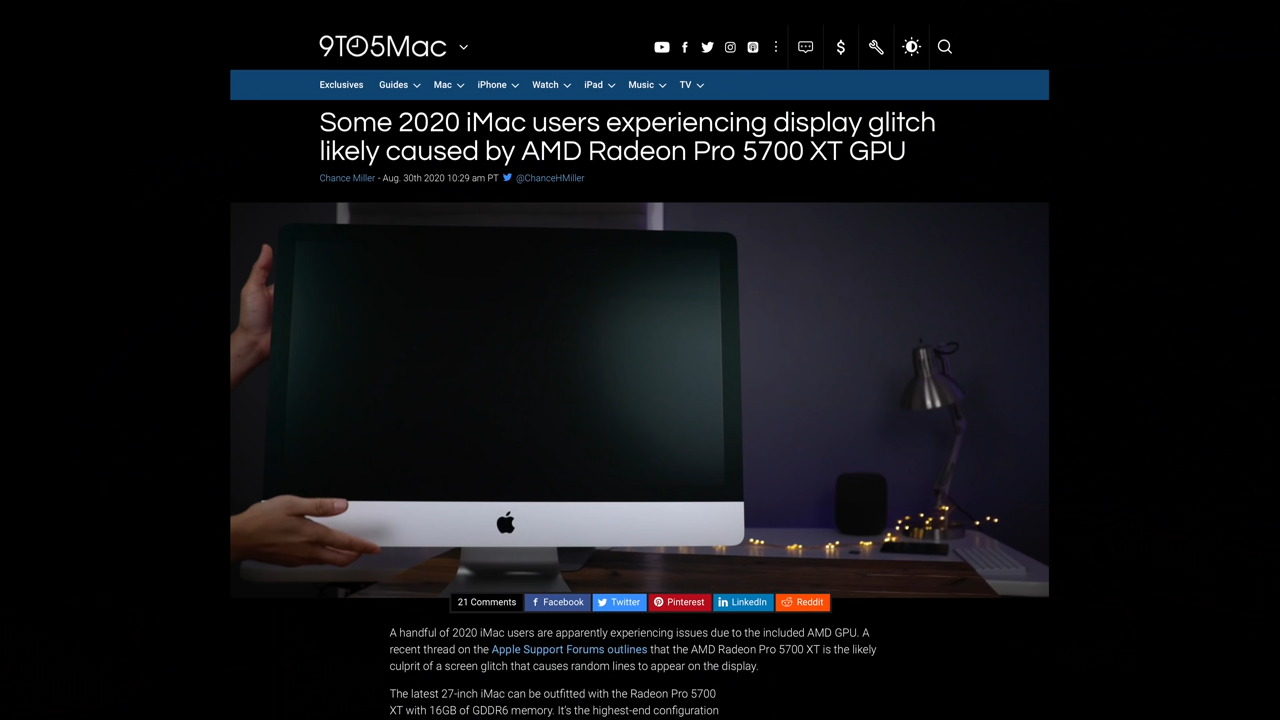 9TO5Mac
Exclusives Guides Mac iPhone Watch iPad Music TV
Some 2020 iMac users experiencing display glitch
likely caused by AMD Radeon Pro 5700 XT GPU
Chance Miller - Aug. 30th 2020 10:29 am PT @ChanceHMiller
21 Comments Facebook Twitter Pinterest LinkedIn Reddit
A handful of 2020 iMac users are apparently experiencing issues due to the included AMD GPU. A
recent thread on the Apple Support Forums outlines that the AMD Radeon Pro 5700 XT is the likely
culprit of a screen glitch that causes random lines to appear on the display.
The latest 27-inch iMac can be outfitted with the Radeon Pro 5700
XT with 16GB of GDDR6 memory. It's the highest-end configuration